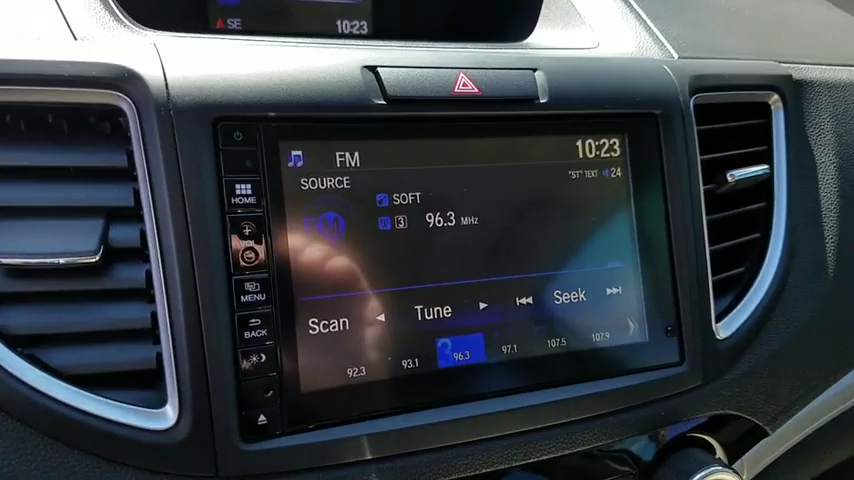 SE 10:23
FM 10:23
SOURCE "ST" TEXT 24
SOFT
3 96.3 MHz
HOME
VOL
MENU
BACK
Scan Tune Seek
92.3 93.1 3 96.3 97.1 107.5 107.9